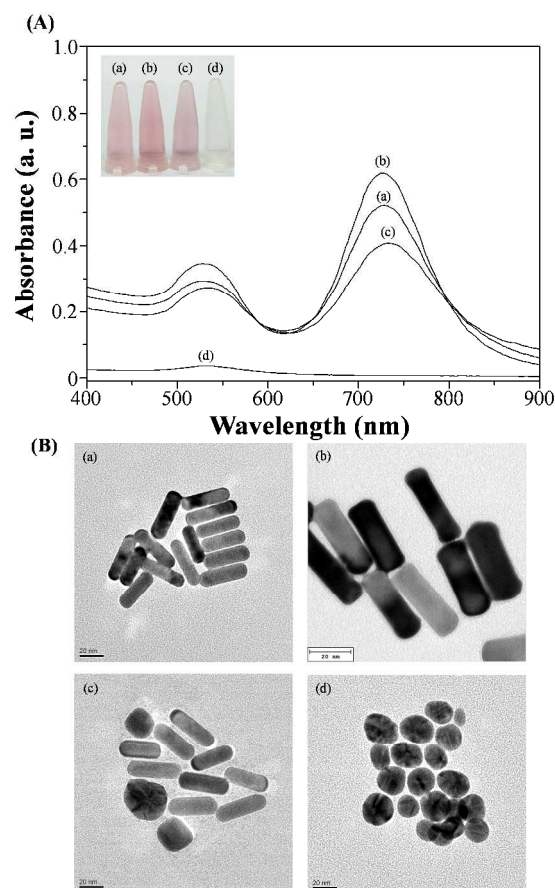 (A)
1.0
0.8
0.6
0.4
0.2
0
Absorbance (a. u.)
(a) (b) (c) (d)
(b)
(a)
(c)
(d)
400 500 600 700 800 900
Wavelength (nm)
(B)
(a)
20 nm
(b)
20 nm
(c)
20 nm
(d)
20 nm